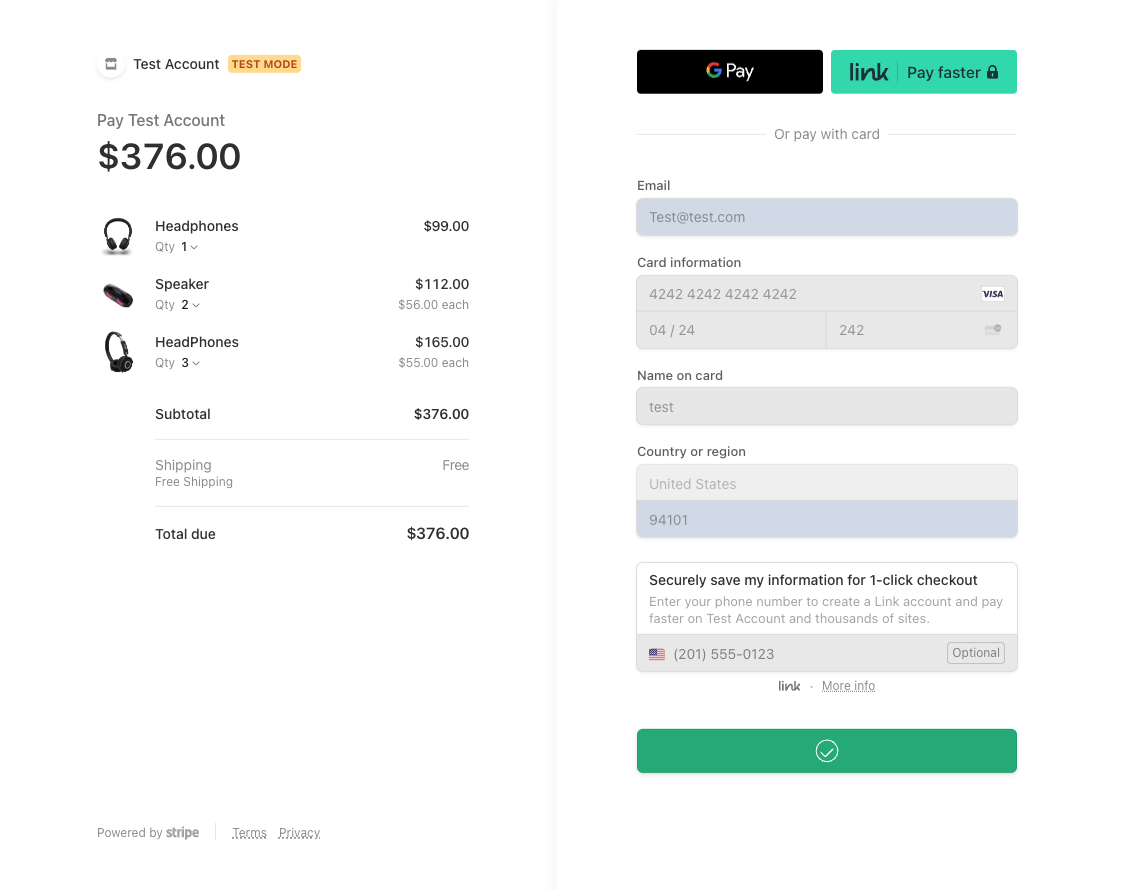 Test Account TEST MODE
Pay Test Account
$376.00
Headphones $99.00
Qty 1
Speaker $112.00
Qty 2 $56.00 each
HeadPhones $165.00
Qty 3 $55.00 each
Subtotal $376.00
Shipping Free
Free Shipping
Total due $376.00
Powered by stripe Terms Privacy
G Pay link Pay faster
Or pay with card
Email
Test@test.com
Card information
4242 4242 4242 4242 VISA
04 / 24 242
Name on card
test
Country or region
United States
94101
Securely save my information for 1-click checkout
Enter your phone number to create a Link account and pay
faster on Test Account and thousands of sites.
(201) 555-0123 Optional
link · More info